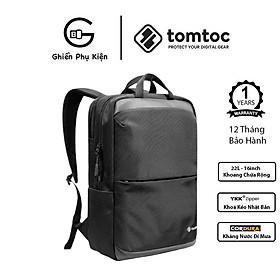 G
Ghiền Phụ Kiện
tomtoc
PROTECT YOUR DIGITAL GEAR
1
YEARS
WARRANTY
12 Tháng
Bảo Hành
22L - 16inch
Khoang Chứa Rộng
YKK® Zipper
Khoá Kéo Nhật Bản
CORDURA
Kháng Nước Đi Mưa